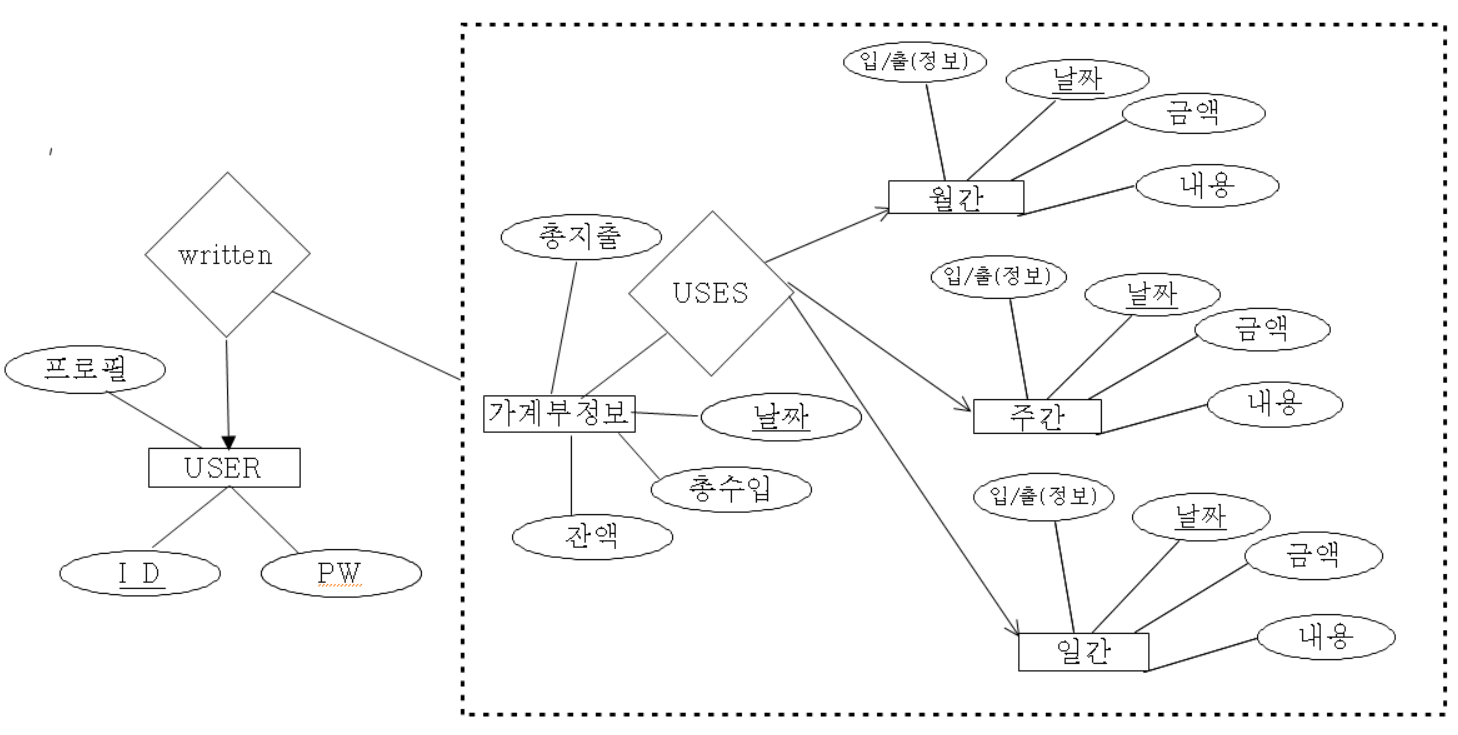 입/출(정보)
날짜
금액
내용
월간
written
총지출
USES
입/출(정보)
날짜
금액
내용
주간
프로필
가계부정보
날짜
USER
총수입
잔액
입/출(정보)
날짜
금액
내용
일간
I D
PW